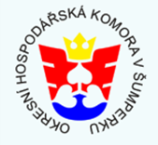 OKRESNÍ HOSPODÁŘSKÁ KOMORA V ŠUMPERKU